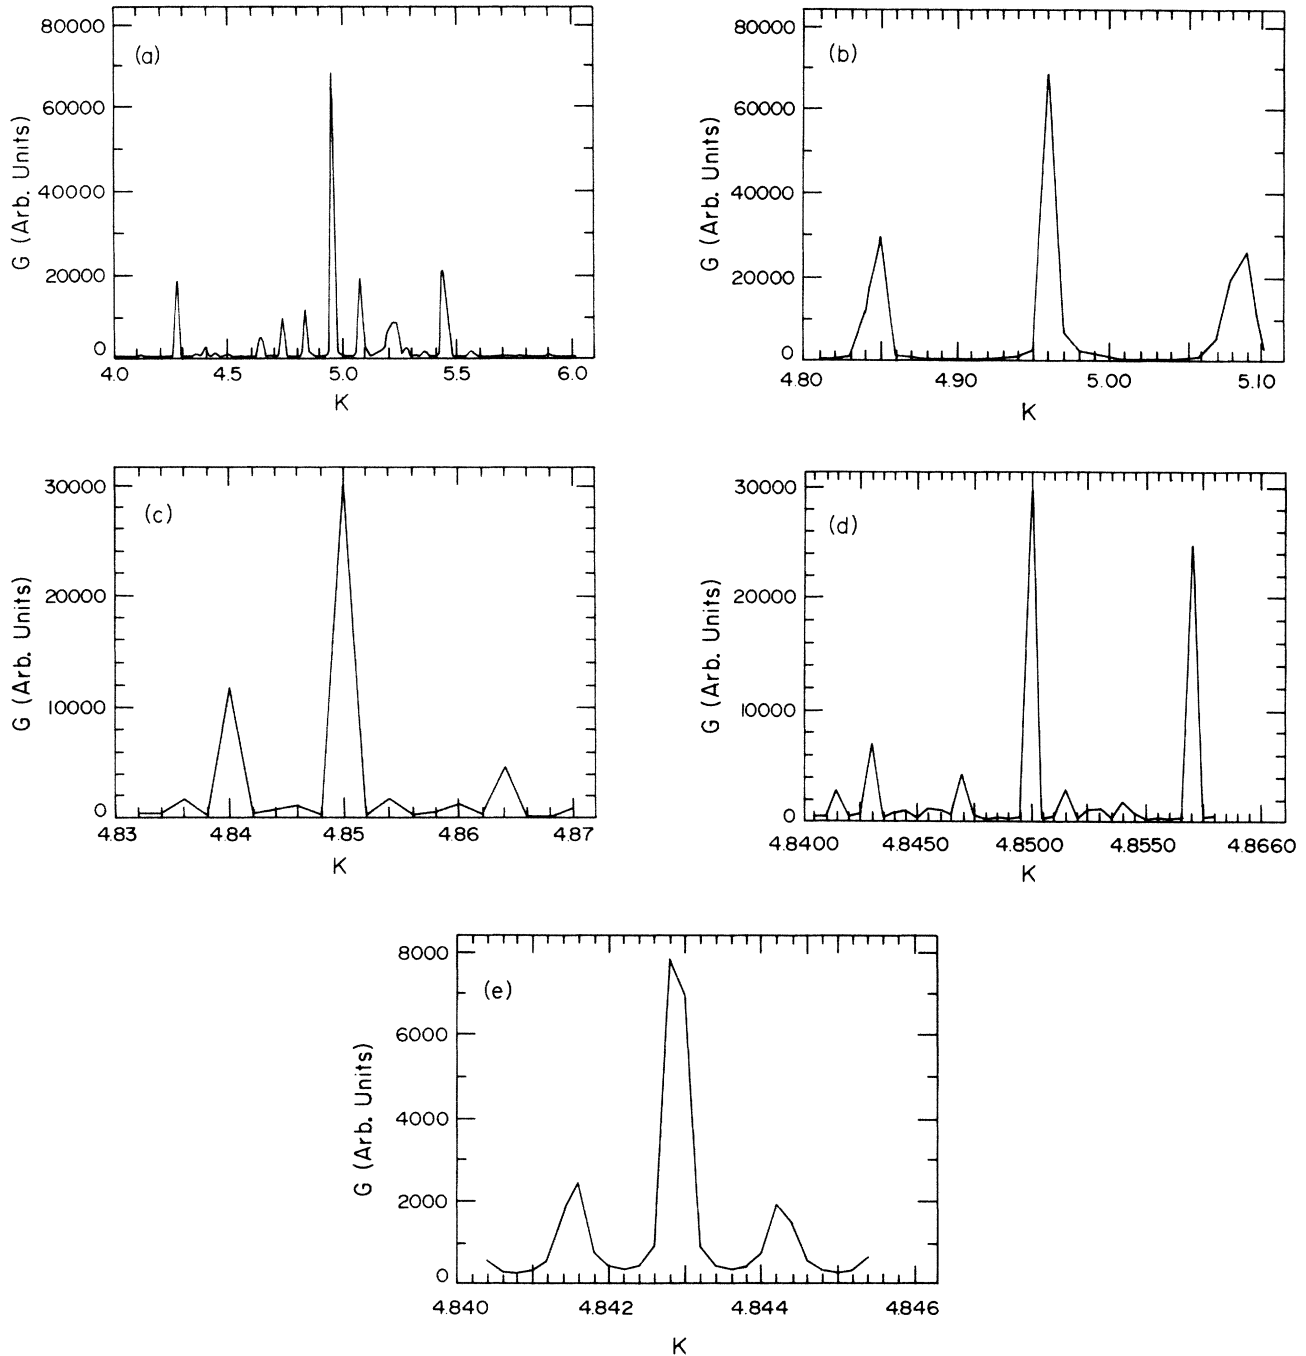 (a)
G (Arb. Units)
80000
60000
40000
20000
0
4.0 4.5 5.0 5.5 6.0
K
(b)
G (Arb. Units)
80000
60000
40000
20000
0
4.80 4.90 5.00 5.10
K
(c)
G (Arb. Units)
30000
20000
10000
0
4.83 4.84 4.85 4.86 4.87
K
(d)
G (Arb. Units)
30000
20000
10000
0
4.8400 4.8450 4.8500 4.8550 4.8660
K
(e)
G (Arb. Units)
8000
6000
4000
2000
0
4.840 4.842 4.844 4.846
K